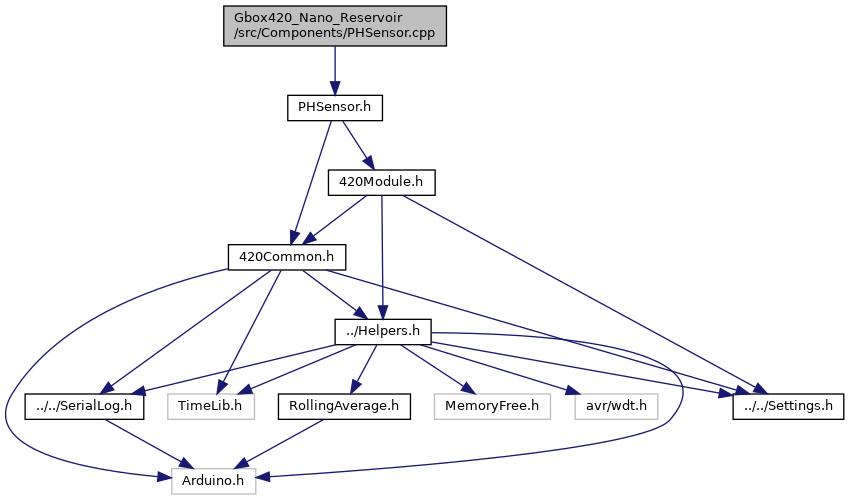 Gbox420_Nano_Reservoir
/src/Components/PHSensor.cpp
PHSensor.h
420Module.h
420Common.h
../Helpers.h
../../SerialLog.h
TimeLib.h
RollingAverage.h
MemoryFree.h
avr/wdt.h
../../Settings.h
Arduino.h